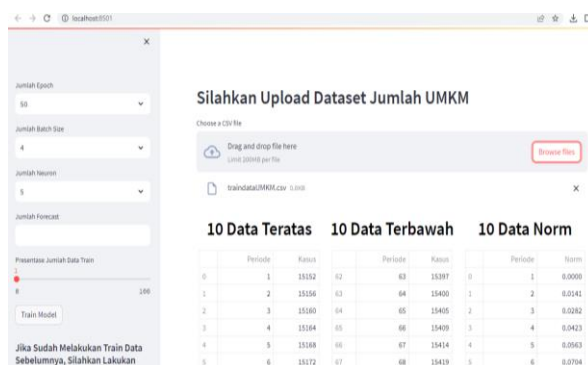 localhost:8501
Jumlah Epoch
50
Jumlah Batch Size
4
Jumlah Neuron
5
Jumlah Forecast
Presentase Jumlah Data Train
1
Train Model
Jika Sudah Melakukan Train Data
Sebelumnya, Silahkan Lakukan
Silahkan Upload Dataset Jumlah UMKM
Choose a CSV file
Drag and drop file here
Limit 200MB per file
Browse files
traindataUMKM.csv
10 Data Teratas 10 Data Terbawah 10 Data Norm
Periode Kasus Periode Kasus Periode Norm
0 1 15152 62 63 15397 0 1 0.0000
1 2 15156 63 64 15400 1 2 0.0141
2 3 15160 64 65 15405 2 3 0.0282
3 4 15164 65 66 15409 3 4 0.0423
4 5 15168 66 67 15414 4 5 0.0563
5 6 15172 67 68 15419 5 6 0.0704